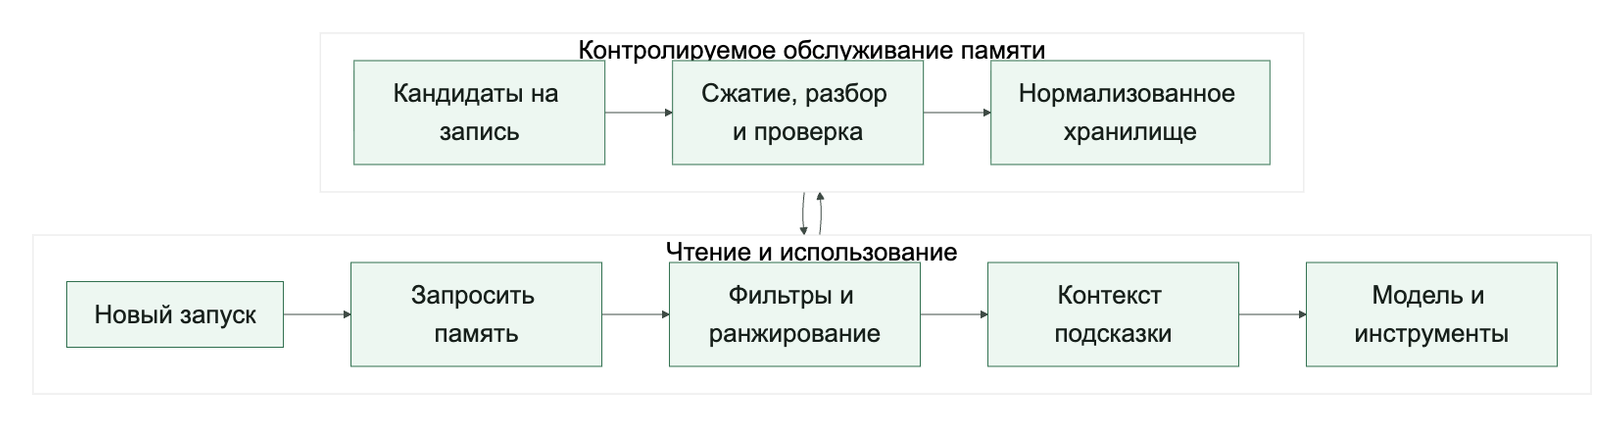 Контролируемое обслуживание памяти
Кандидаты на
запись
Сжатие, разбор
и проверка
Нормализованное
хранилище
Чтение и использование
Новый запуск
Запросить
память
Фильтры и
ранжирование
Контекст
подсказки
Модель и
инструменты